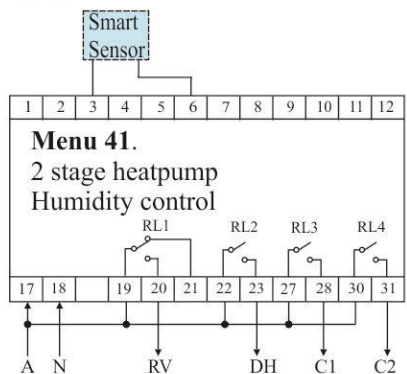 Smart
Sensor
1 2 3 4 5 6 7 8 9 10 11 12
Menu 41.
2 stage heatpump
Humidity control
RL1 RL2 RL3 RL4
17 18 19 20 21 22 23 27 28 30 31
A N RV DH C1 C2